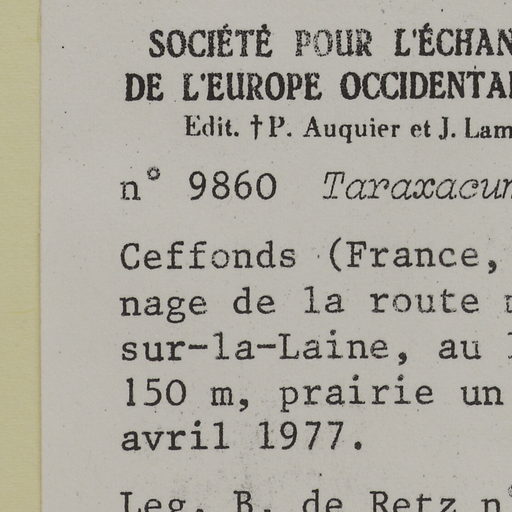 SOCIÉTÉ POUR L'ÉCHAN
DE L'EUROPE OCCIDENTA
Edit. †P. Auquier et J. Lam
n° 9860 Taraxacum
Ceffonds (France,
nage de la route
sur-la-Laine, au
150 m, prairie un
avril 1977.
Leg. B. de Retz n°